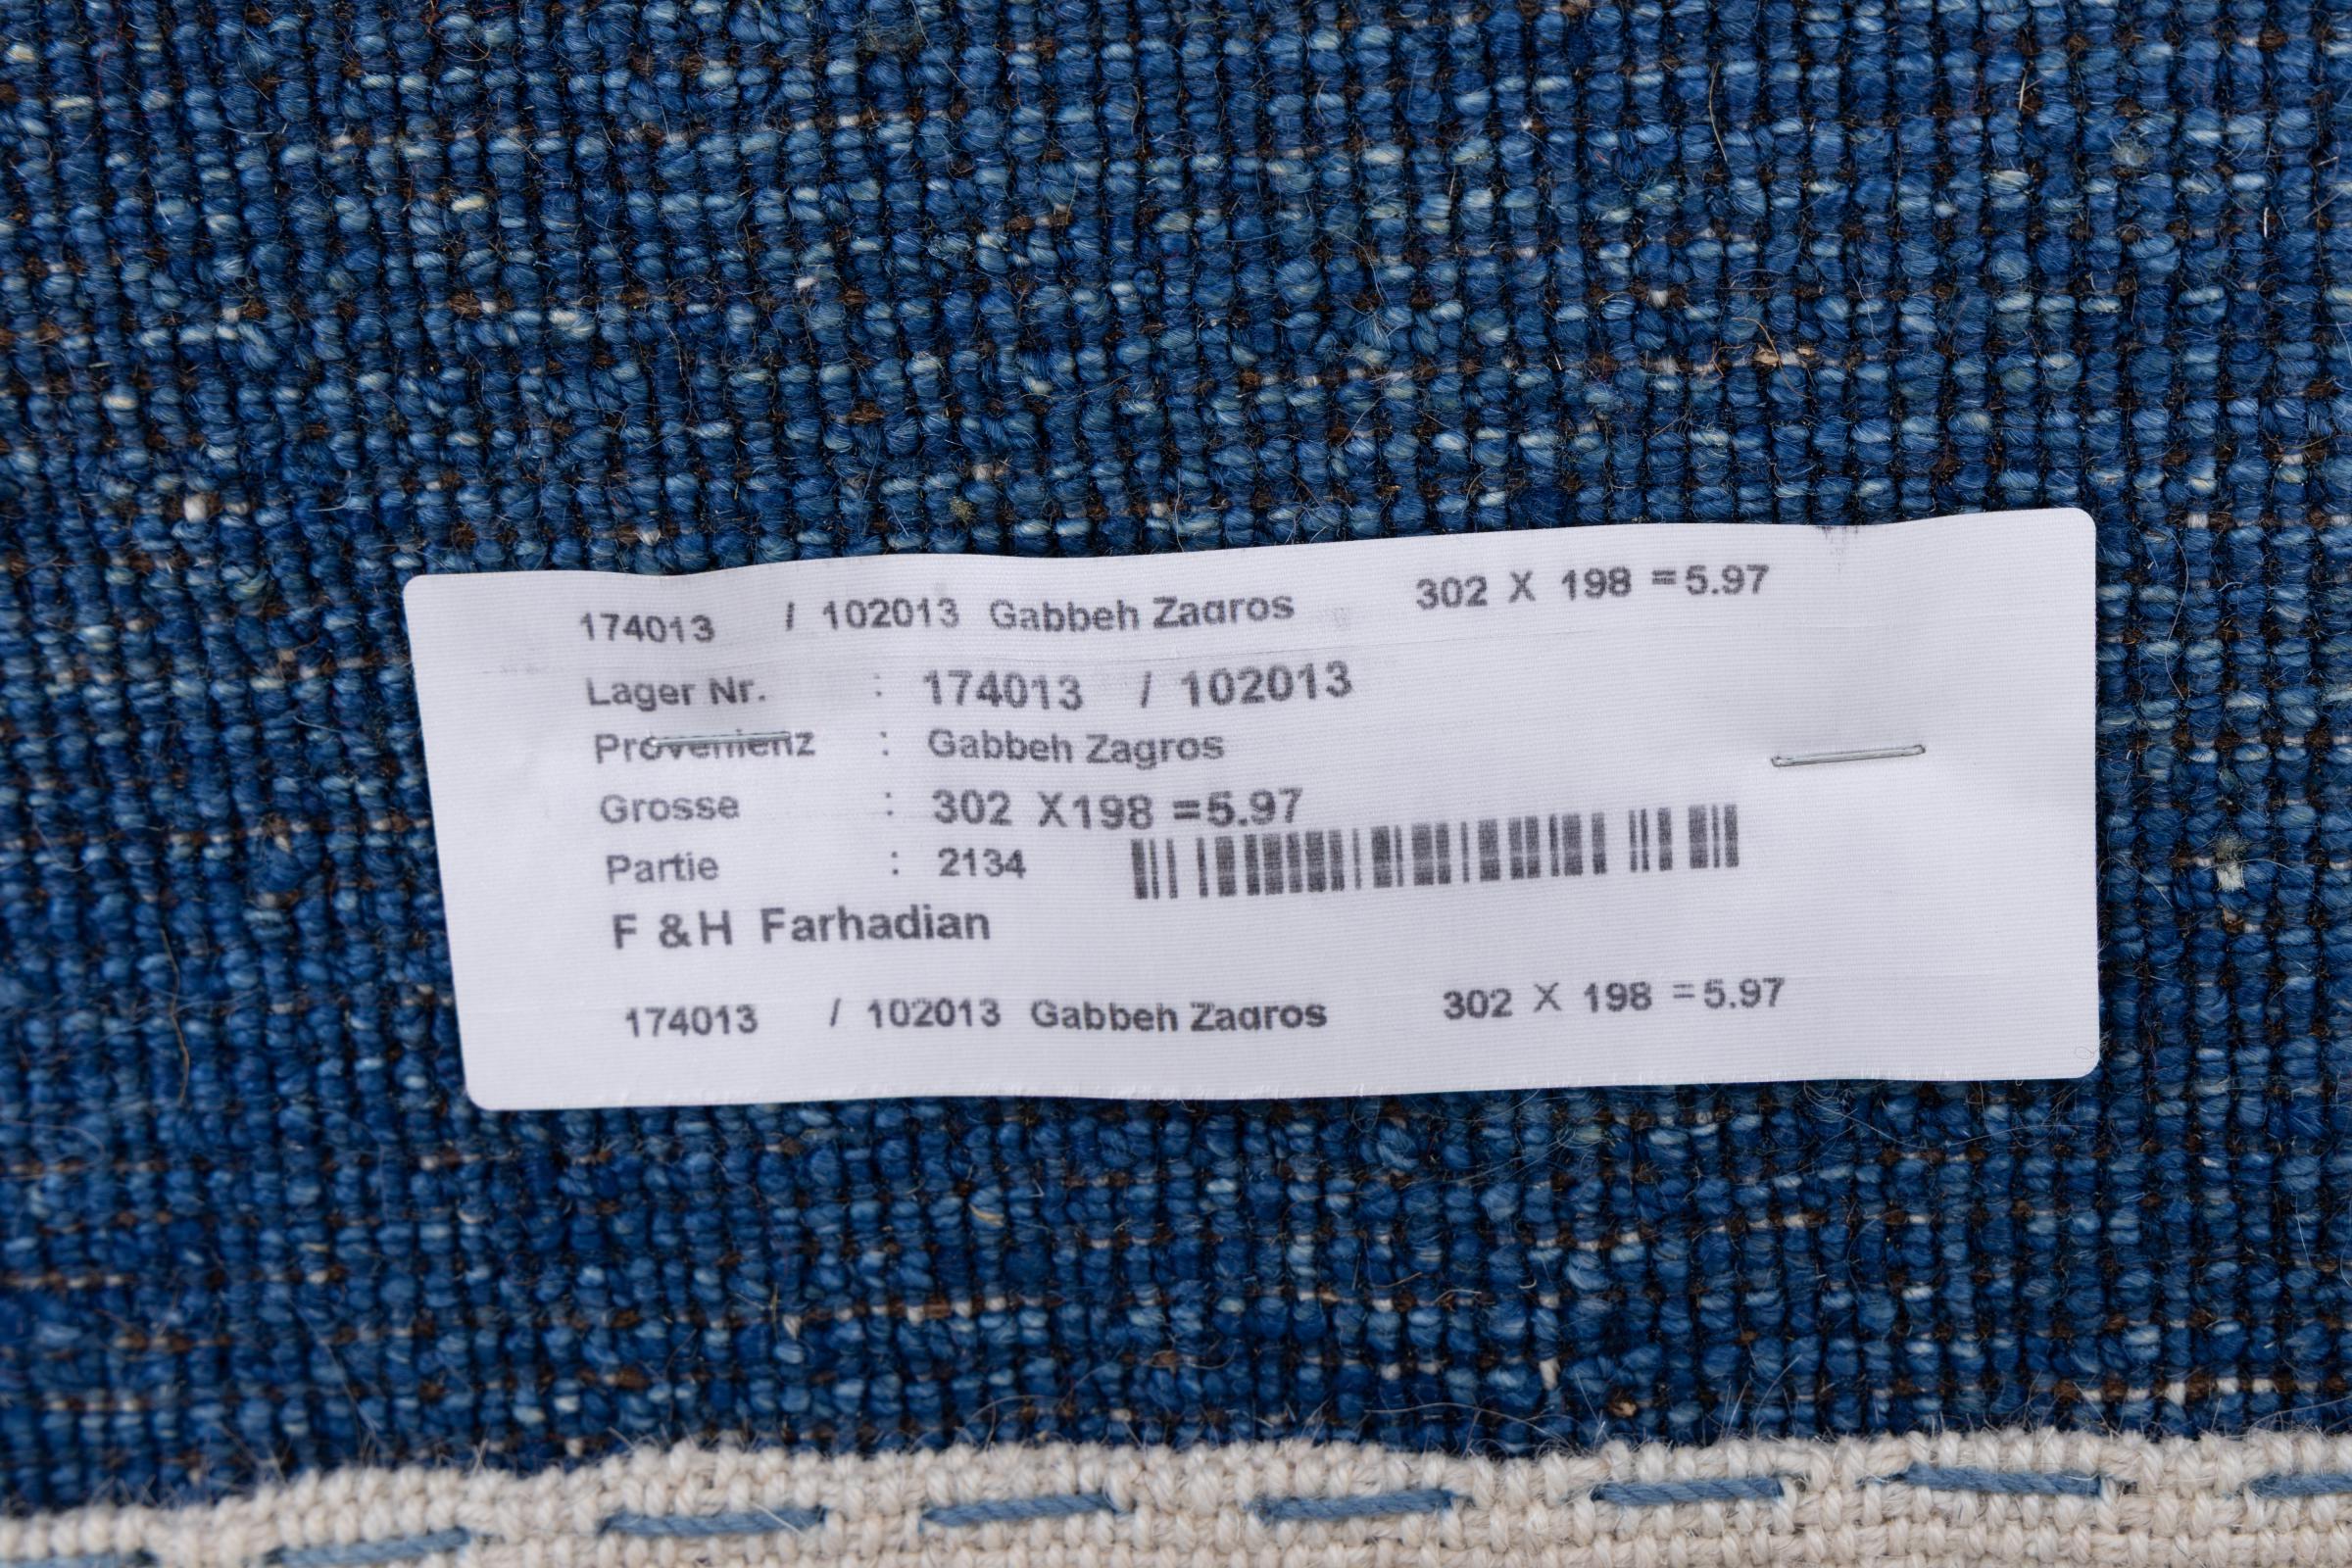 174013 / 102013 Gabbeh Zagros 302 X 198 =5.97
Lager Nr. : 174013 / 102013
Provenienz : Gabbeh Zagros
Grosse : 302 X198 =5.97
Partie : 2134
F &H Farhadian
174013 / 102013 Gabbeh Zagros 302 X 198 =5.97